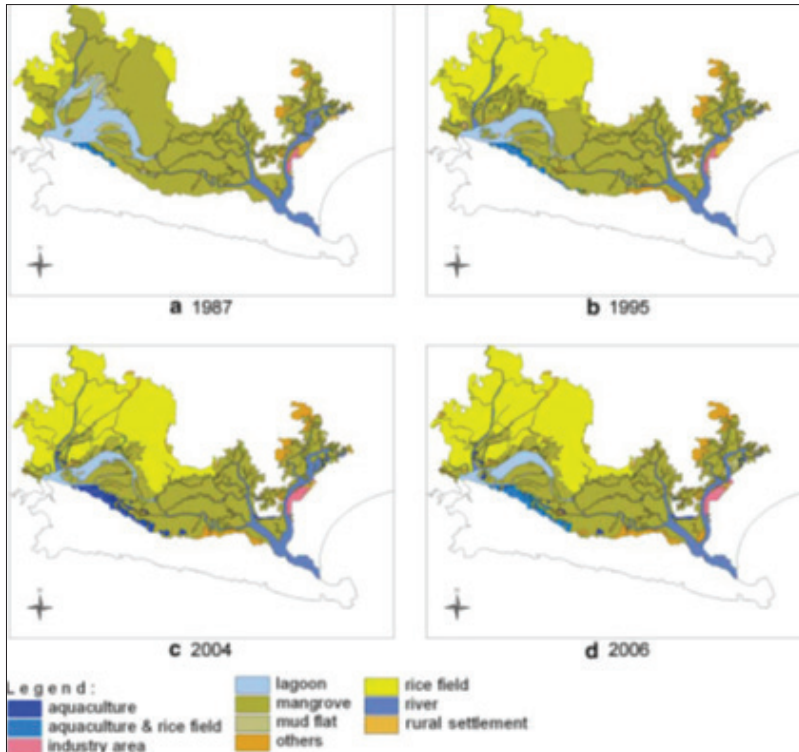 a 1987
b 1995
c 2004
d 2006
Legend:
aquaculture
aquaculture & rice field
industry area
lagoon
mangrove
mud flat
others
rice field
river
rural settlement